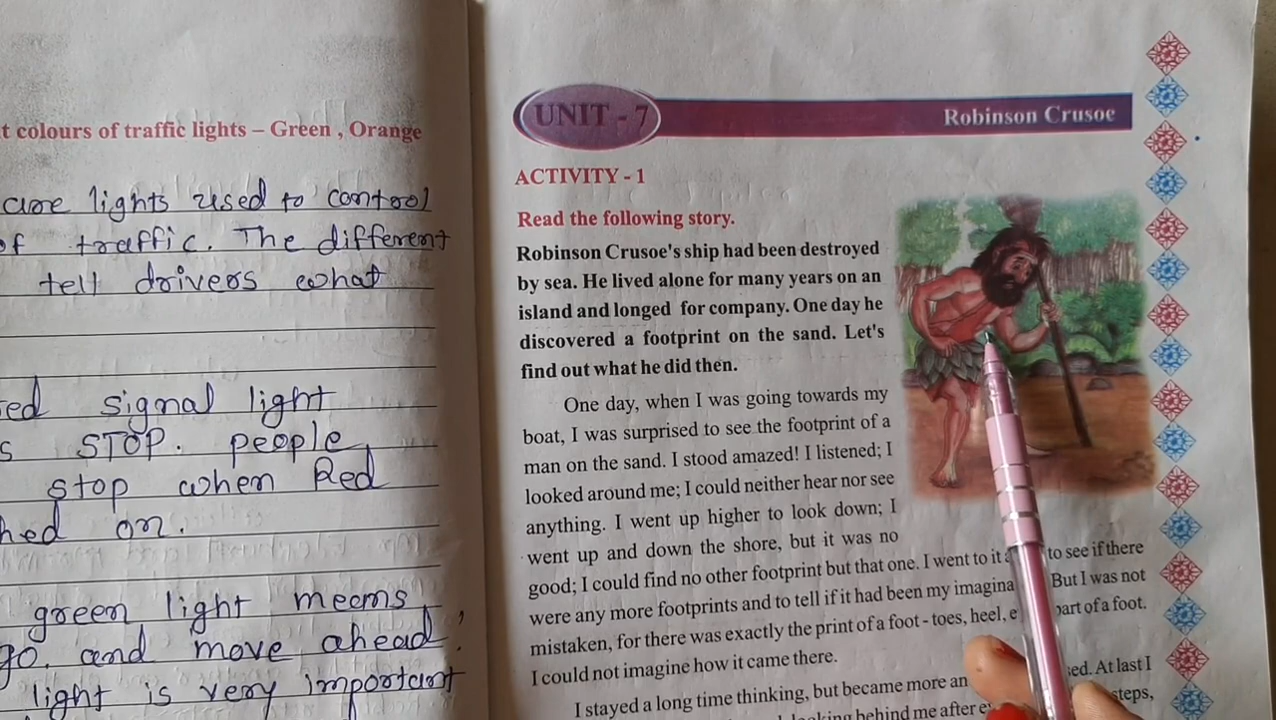 t colours of traffic lights – Green , Orange
are lights used to control
of traffic. The different
tell drivers what
ed signal light
s STOP. people
stop when Red
hed on.
green light means
go and move ahead.
light is very important
UNIT - 7
Robinson Crusoe
ACTIVITY - 1
Read the following story.
Robinson Crusoe's ship had been destroyed
by sea. He lived alone for many years on an
island and longed for company. One day he
discovered a footprint on the sand. Let's
find out what he did then.
One day, when I was going towards my
boat, I was surprised to see the footprint of a
man on the sand. I stood amazed! I listened; I
looked around me; I could neither hear nor see
anything. I went up higher to look down; I
went up and down the shore, but it was no
good; I could find no other footprint but that one. I went to it a to see if there
were any more footprints and to tell if it had been my imagina But I was not
mistaken, for there was exactly the print of a foot - toes, heel, e part of a foot.
I could not imagine how it came there.
I stayed a long time thinking, but became more an sed. At last I
looking behind me after e steps,